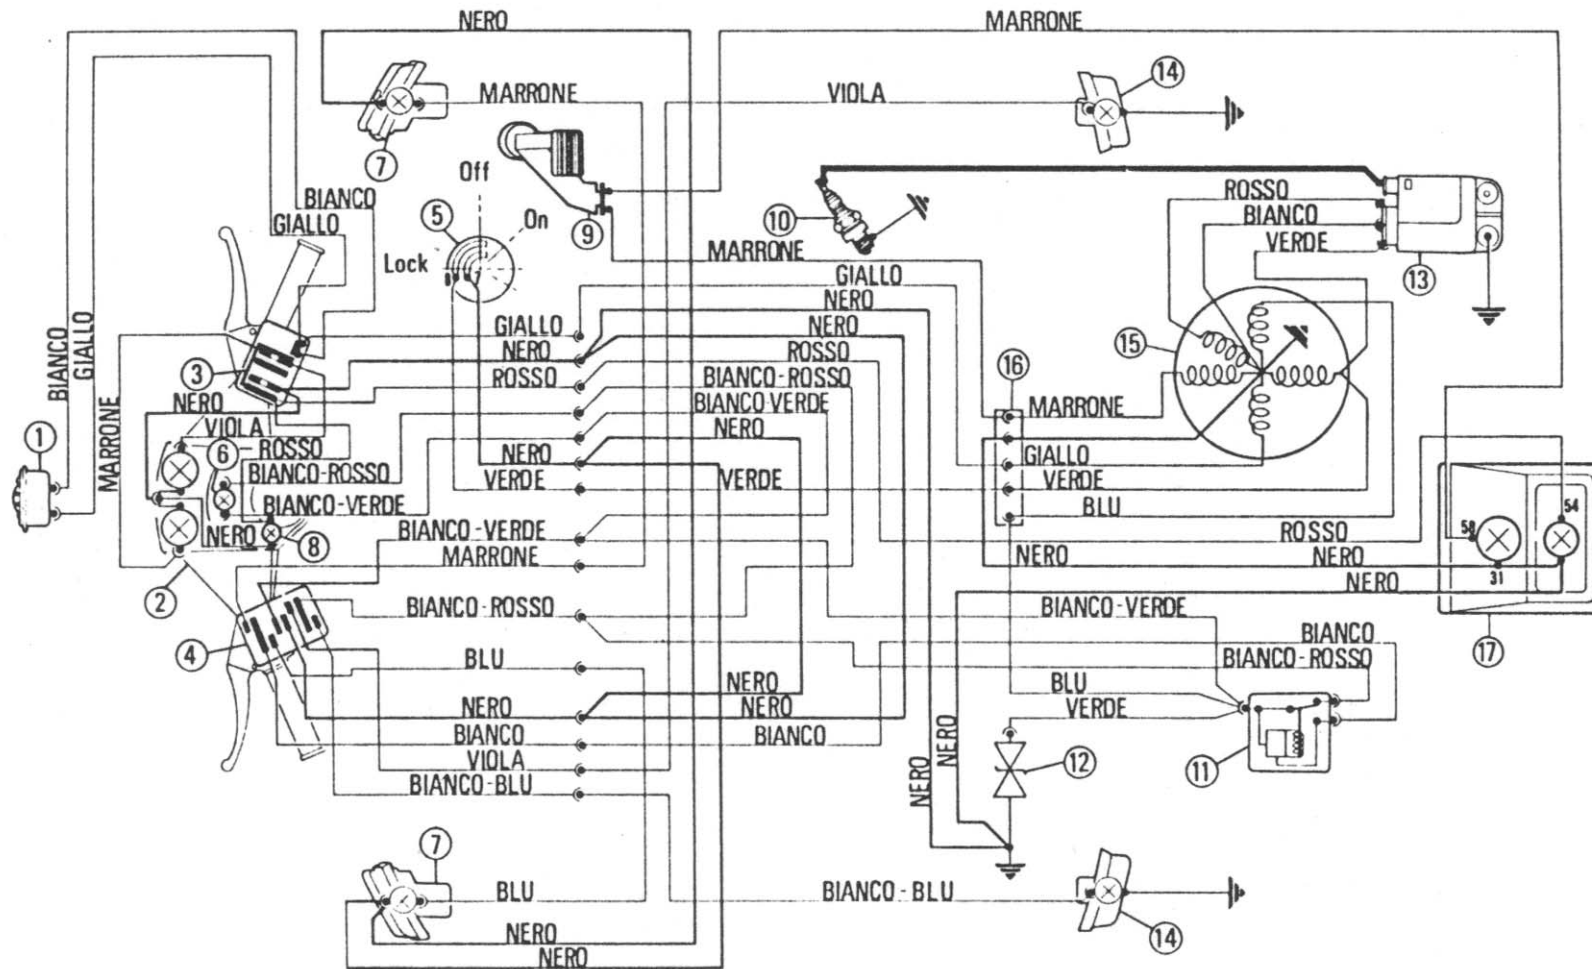 NERO
MARRONE
MARRONE
VIOLA
14
7
BIANCO
GIALLO
Off
5
On
Lock
9
10
ROSSO
BIANCO
VERDE
13
MARRONE
GIALLO
NERO
NERO
GIALLO
NERO
ROSSO
ROSSO
BIANCO-ROSSO
BIANCO-VERDE
NERO
15
16
MARRONE
GIALLO
VERDE
BLU
BIANCO
GIALLO
3
NERO
VIOLA
1
MARRONE
6
ROSSO
BIANCO-ROSSO
BIANCO-VERDE
NERO
8
NERO
VERDE
VERDE
BIANCO-VERDE
MARRONE
2
BIANCO-ROSSO
4
BLU
NERO
BIANCO
VIOLA
BIANCO-BLU
NERO
NERO
BIANCO
ROSSO
NERO
NERO
NERO
58
54
31
17
BIANCO-VERDE
BIANCO
BIANCO-ROSSO
BLU
VERDE
11
12
NERO
NERO
7
BLU
BIANCO-BLU
14
NERO
NERO